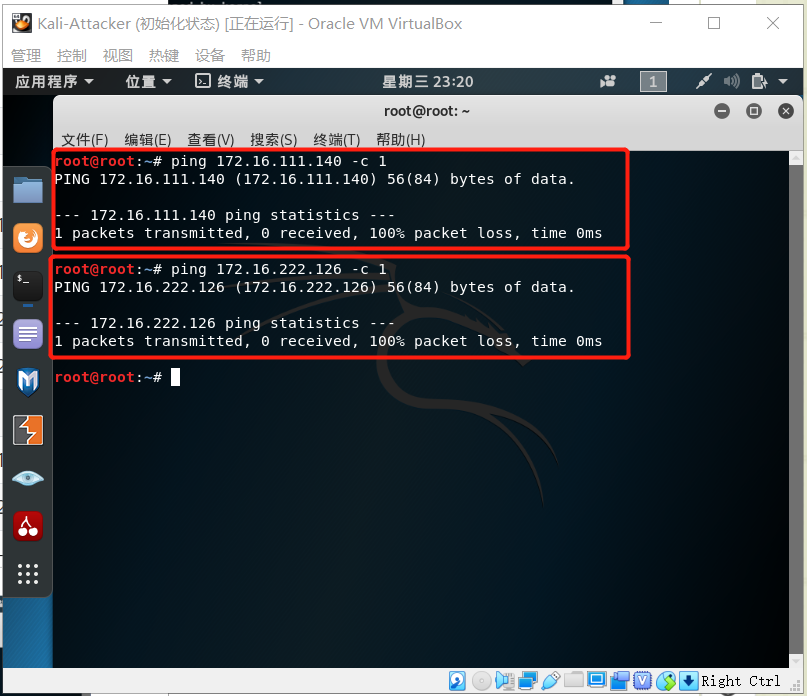 Kali-Attacker (初始化状态) [正在运行] - Oracle VM VirtualBox
管理 控制 视图 热键 设备 帮助
应用程序 位置 终端 星期三 23:20 1
root@root: ~
文件(F) 编辑(E) 查看(V) 搜索(S) 终端(T) 帮助(H)
root@root:~# ping 172.16.111.140 -c 1
PING 172.16.111.140 (172.16.111.140) 56(84) bytes of data.
--- 172.16.111.140 ping statistics ---
1 packets transmitted, 0 received, 100% packet loss, time 0ms
root@root:~# ping 172.16.222.126 -c 1
PING 172.16.222.126 (172.16.222.126) 56(84) bytes of data.
--- 172.16.222.126 ping statistics ---
1 packets transmitted, 0 received, 100% packet loss, time 0ms
root@root:~#
Right Ctrl